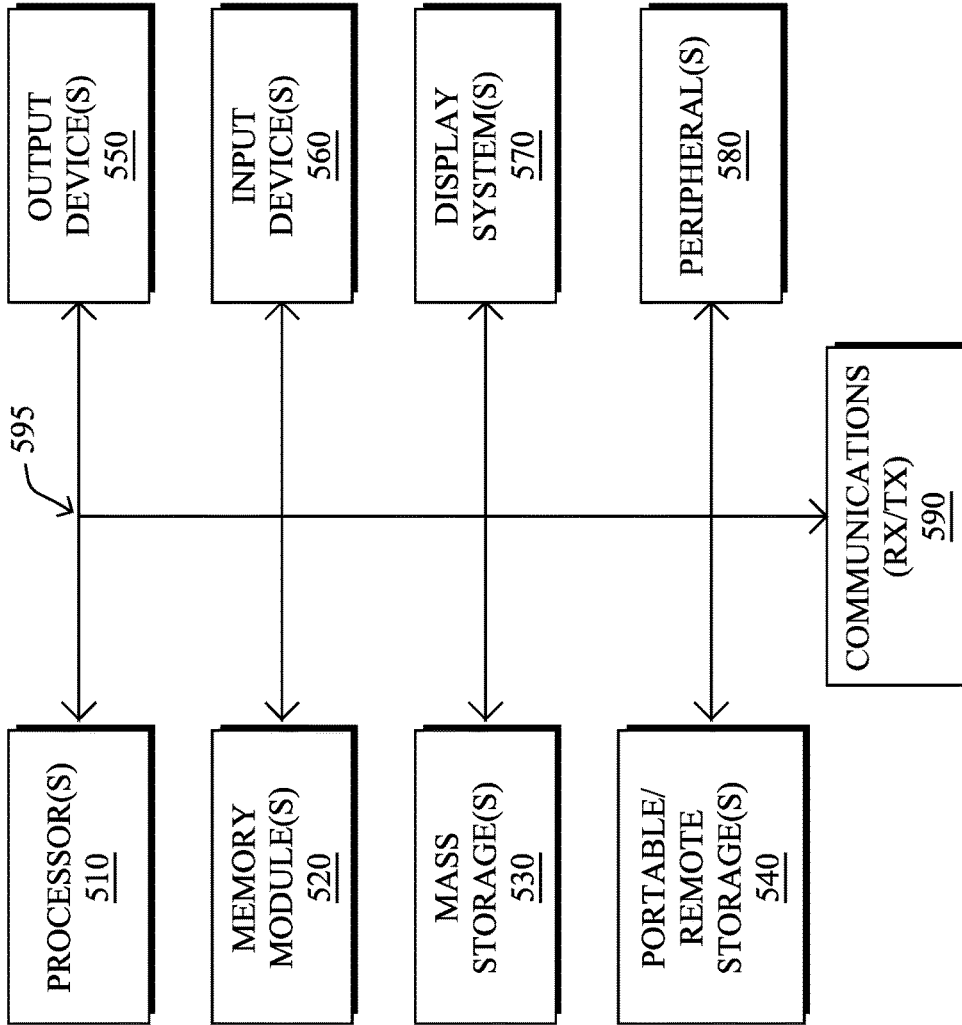 PROCESSOR(S)
510
MEMORY
MODULE(S)
520
MASS
STORAGE(S)
530
PORTABLE/
REMOTE
STORAGE(S)
540
595
OUTPUT
DEVICE(S)
550
INPUT
DEVICE(S)
560
DISPLAY
SYSTEM(S)
570
PERIPHERAL(S)
580
COMMUNICATIONS
(RX/TX)
590